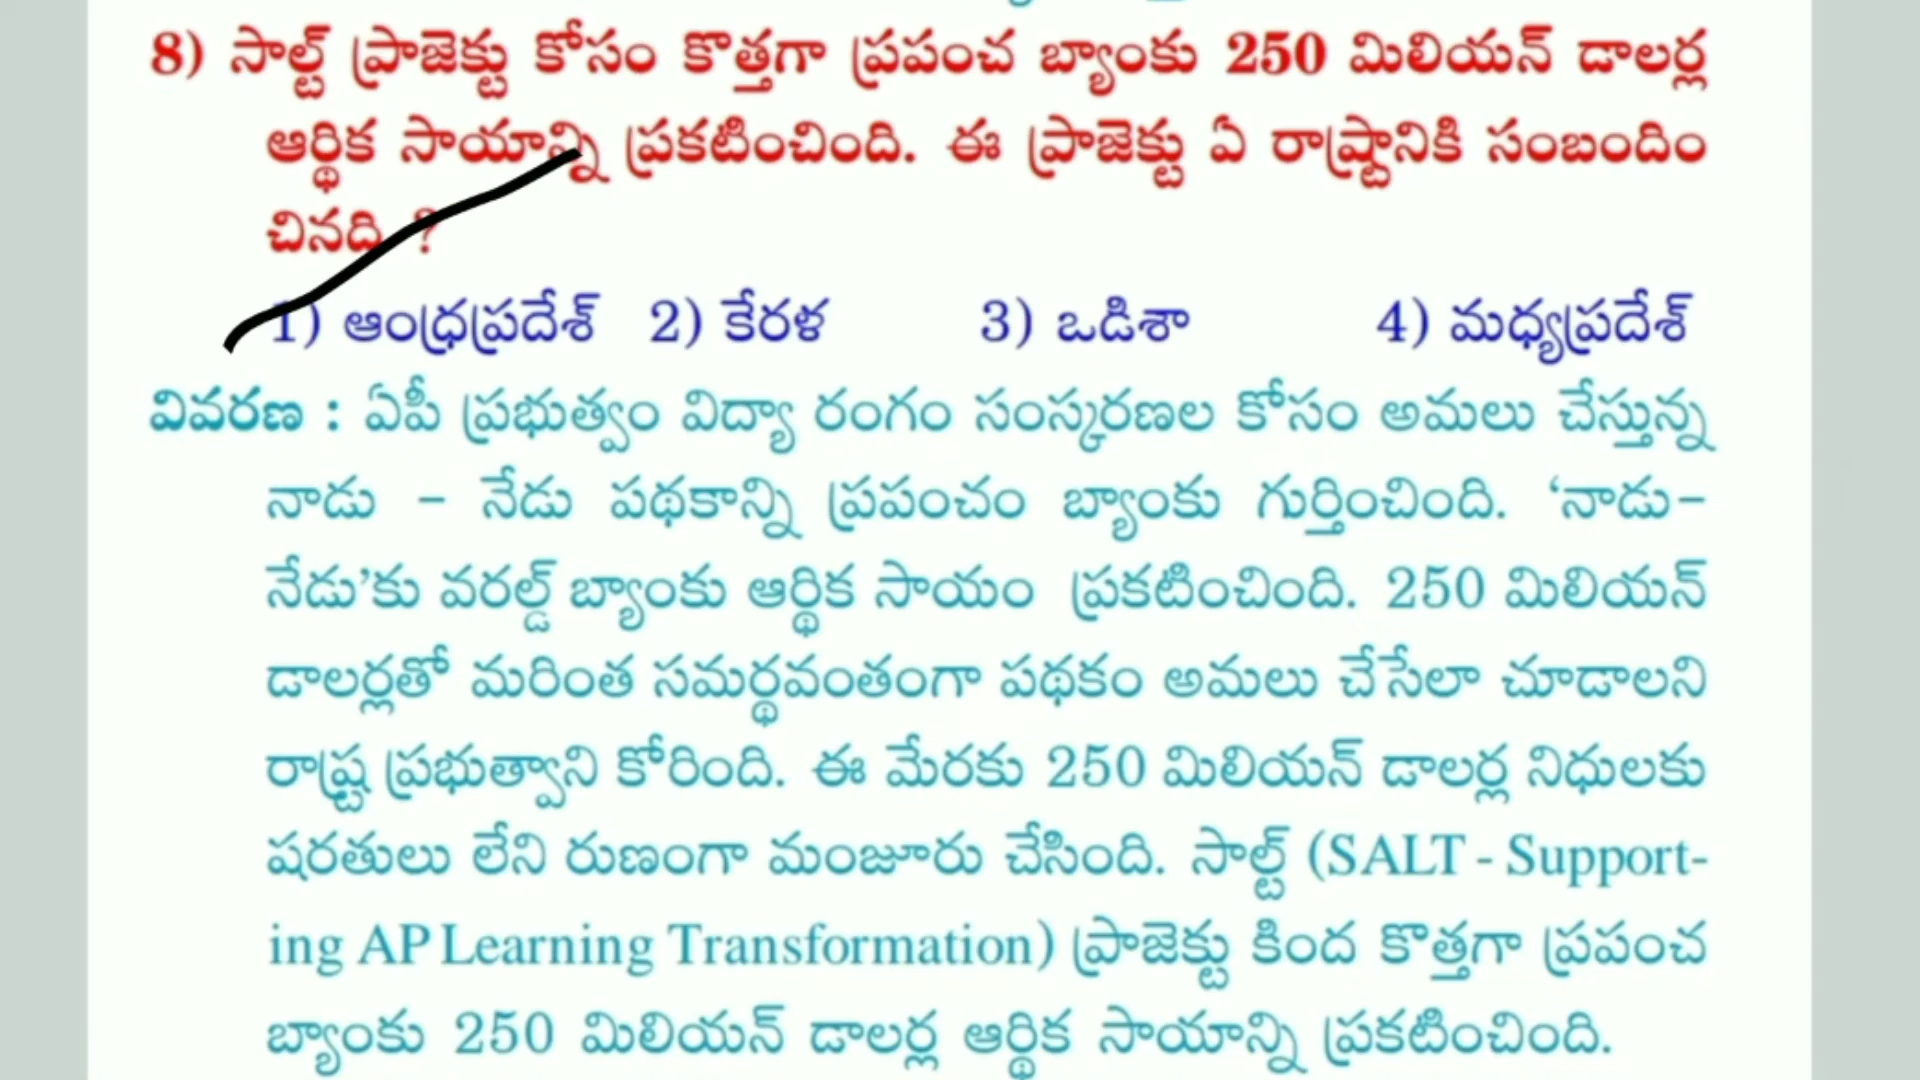 8) సాల్ట్ ప్రాజెక్టు కోసం కొత్తగా ప్రపంచ బ్యాంకు 250 మిలియన్ డాలర్ల
ఆర్థిక సాయాన్ని ప్రకటించింది. ఈ ప్రాజెక్టు ఏ రాష్ట్రానికి సంబందిం
చినది ?
1) ఆంధ్రప్రదేశ్ 2) కేరళ 3) ఒడిశా 4) మధ్యప్రదేశ్
వివరణ : ఏపీ ప్రభుత్వం విద్యా రంగం సంస్కరణల కోసం అమలు చేస్తున్న
నాడు – నేడు పథకాన్ని ప్రపంచం బ్యాంకు గుర్తించింది. ‘నాడు–
నేడు’కు వరల్డ్ బ్యాంకు ఆర్థిక సాయం ప్రకటించింది. 250 మిలియన్
డాలర్లతో మరింత సమర్థవంతంగా పథకం అమలు చేసేలా చూడాలని
రాష్ట్ర ప్రభుత్వాని కోరింది. ఈ మేరకు 250 మిలియన్ డాలర్ల నిధులకు
షరతులు లేని రుణంగా మంజూరు చేసింది. సాల్ట్ (SALT - Support-
ing AP Learning Transformation) ప్రాజెక్టు కింద కొత్తగా ప్రపంచ
బ్యాంకు 250 మిలియన్ డాలర్ల ఆర్థిక సాయాన్ని ప్రకటించింది.